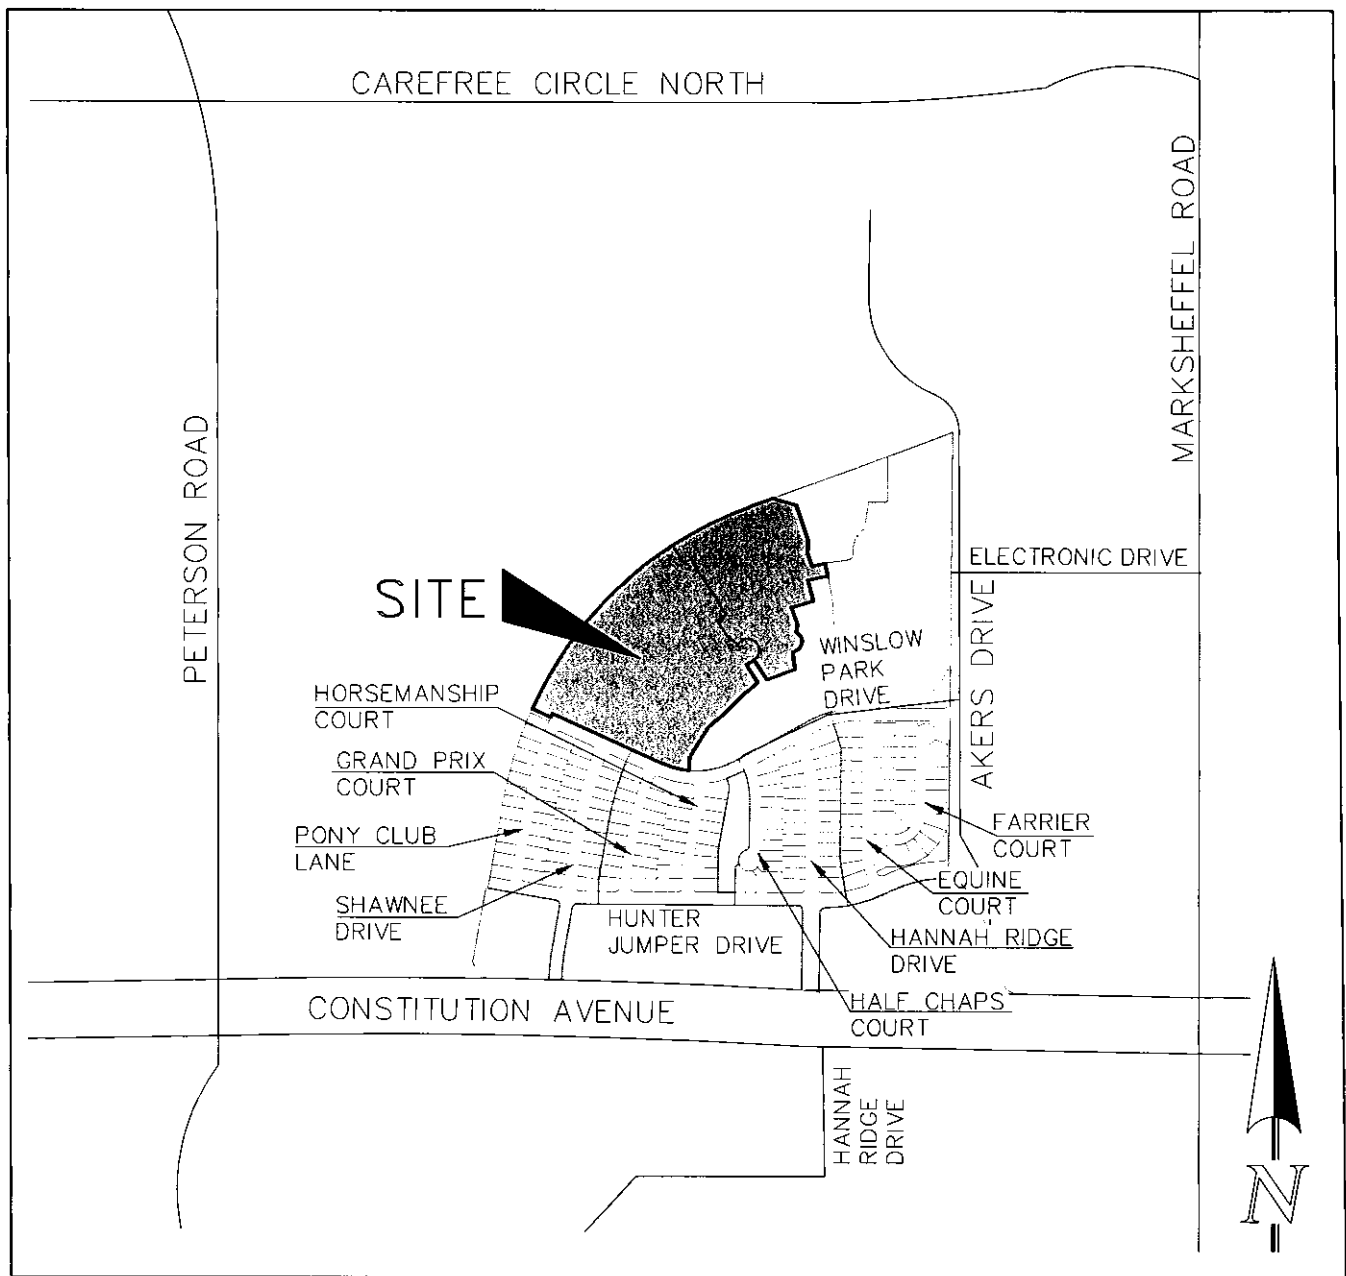 CAREFREE CIRCLE NORTH
MARKSHEFFEL ROAD
PETERSON ROAD
ELECTRONIC DRIVE
SITE
AKERS DRIVE
WINSLOW
PARK
DRIVE
HORSEMANSHIP
COURT
GRAND PRIX
COURT
PONY CLUB
LANE
SHAWNEE
DRIVE
HUNTER
JUMPER DRIVE
FARRIER
COURT
EQUINE
COURT
HANNAH RIDGE
DRIVE
HALF CHAPS
COURT
CONSTITUTION AVENUE
HANNAH
RIDGE
DRIVE
N